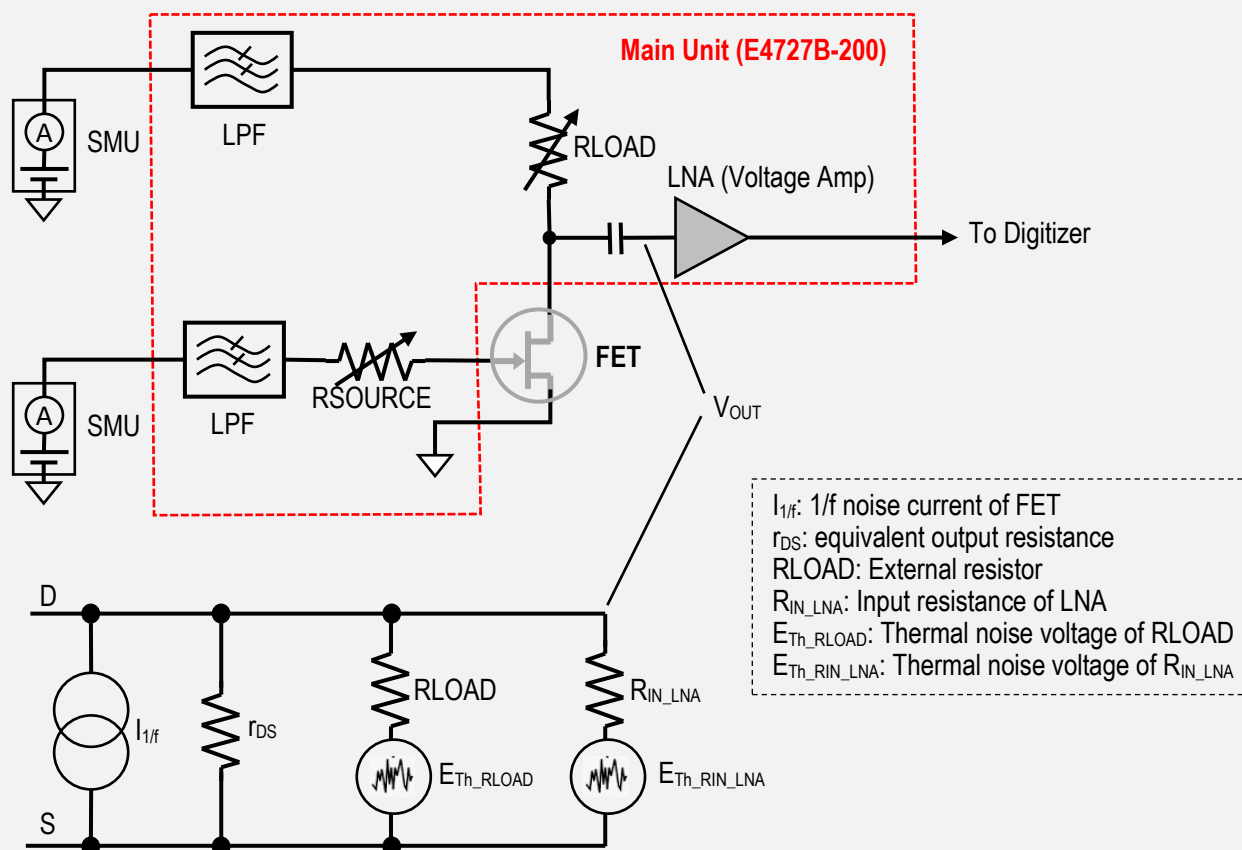 Main Unit (E4727B-200)
A
SMU
LPF
RLOAD
LNA (Voltage Amp)
To Digitizer
A
SMU
LPF
RSOURCE
FET
VOUT
I1/f: 1/f noise current of FET
rDS: equivalent output resistance
RLOAD: External resistor
RIN_LNA: Input resistance of LNA
ETh_RLOAD: Thermal noise voltage of RLOAD
ETh_RIN_LNA: Thermal noise voltage of RIN_LNA
D
I1/f
rDS
RLOAD
RIN_LNA
ETh_RLOAD
ETh_RIN_LNA
S